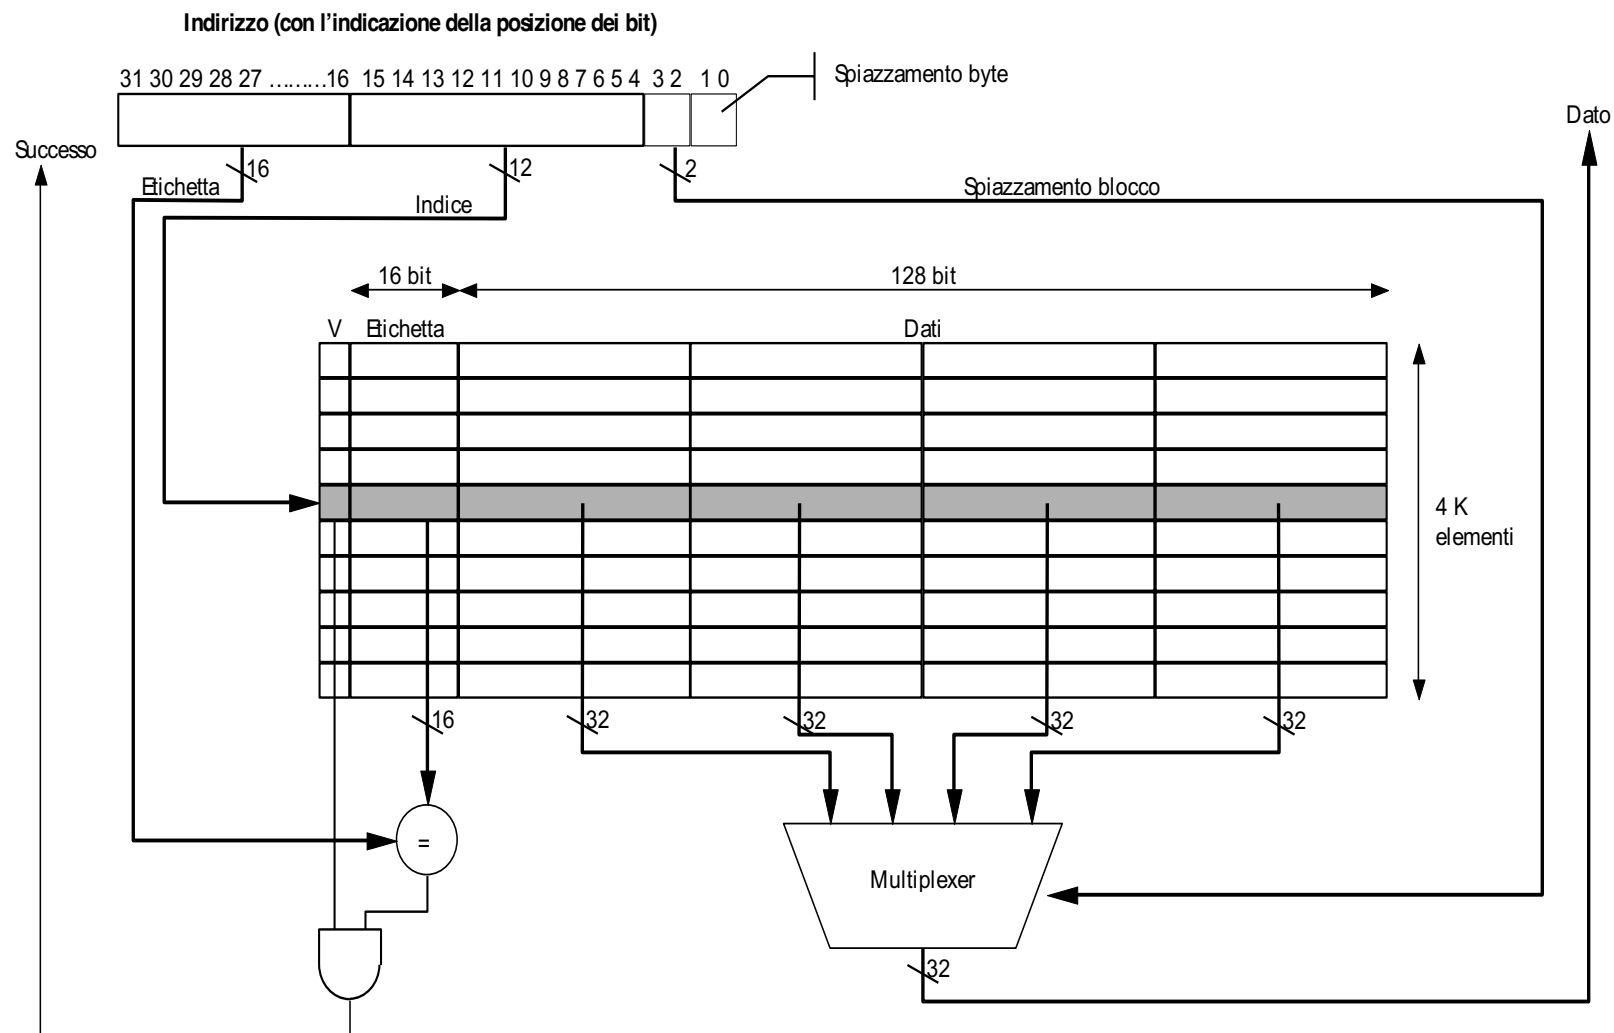 Indirizzo (con l'indicazione della posizione dei bit)
31 30 29 28 27 .........16 15 14 13 12 11 10 9 8 7 6 5 4 3 2 1 0
Spiazzamento byte
Dato
Successo
16
12
2
Etichetta
Spiazzamento blocco
Indice
16 bit
128 bit
V Etichetta Dati
4 K
elementi
16
32
32
32
32
=
Multiplexer
32